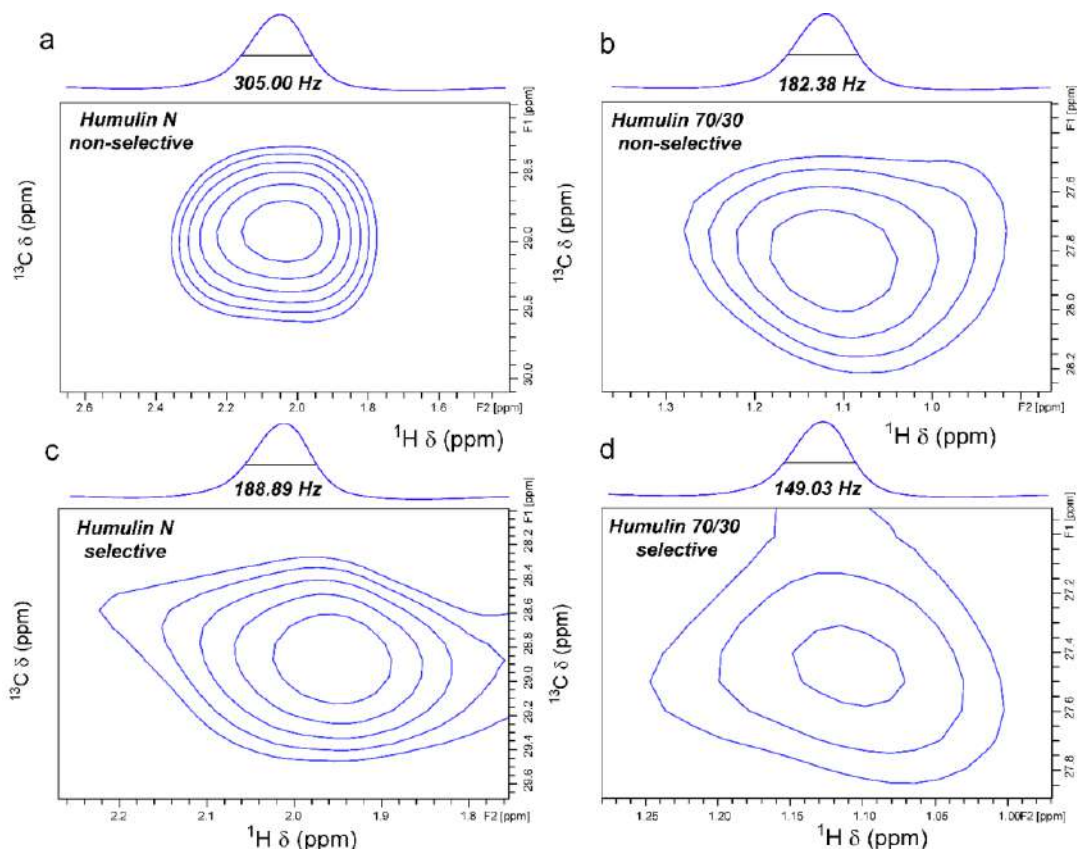 a
305.00 Hz
Humulin N
non-selective
F1 [ppm]
28.5
29.0
29.5
30.0
¹³C δ (ppm)
2.6 2.4 2.2 2.0 1.8 1.6 F2 [ppm]
¹H δ (ppm)
b
182.38 Hz
Humulin 70/30
non-selective
F1 [ppm]
27.6
27.8
28.0
28.2
¹³C δ (ppm)
1.3 1.2 1.1 1.0 F2 [ppm]
¹H δ (ppm)
c
188.89 Hz
Humulin N
selective
F1 [ppm]
28.2
28.4
28.6
28.8
29.0
29.2
29.4
29.6
¹³C δ (ppm)
2.2 2.1 2.0 1.9 1.8 F2 [ppm]
¹H δ (ppm)
d
149.03 Hz
Humulin 70/30
selective
F1 [ppm]
27.2
27.4
27.6
27.8
¹³C δ (ppm)
1.25 1.20 1.15 1.10 1.05 1.00 F2 [ppm]
¹H δ (ppm)